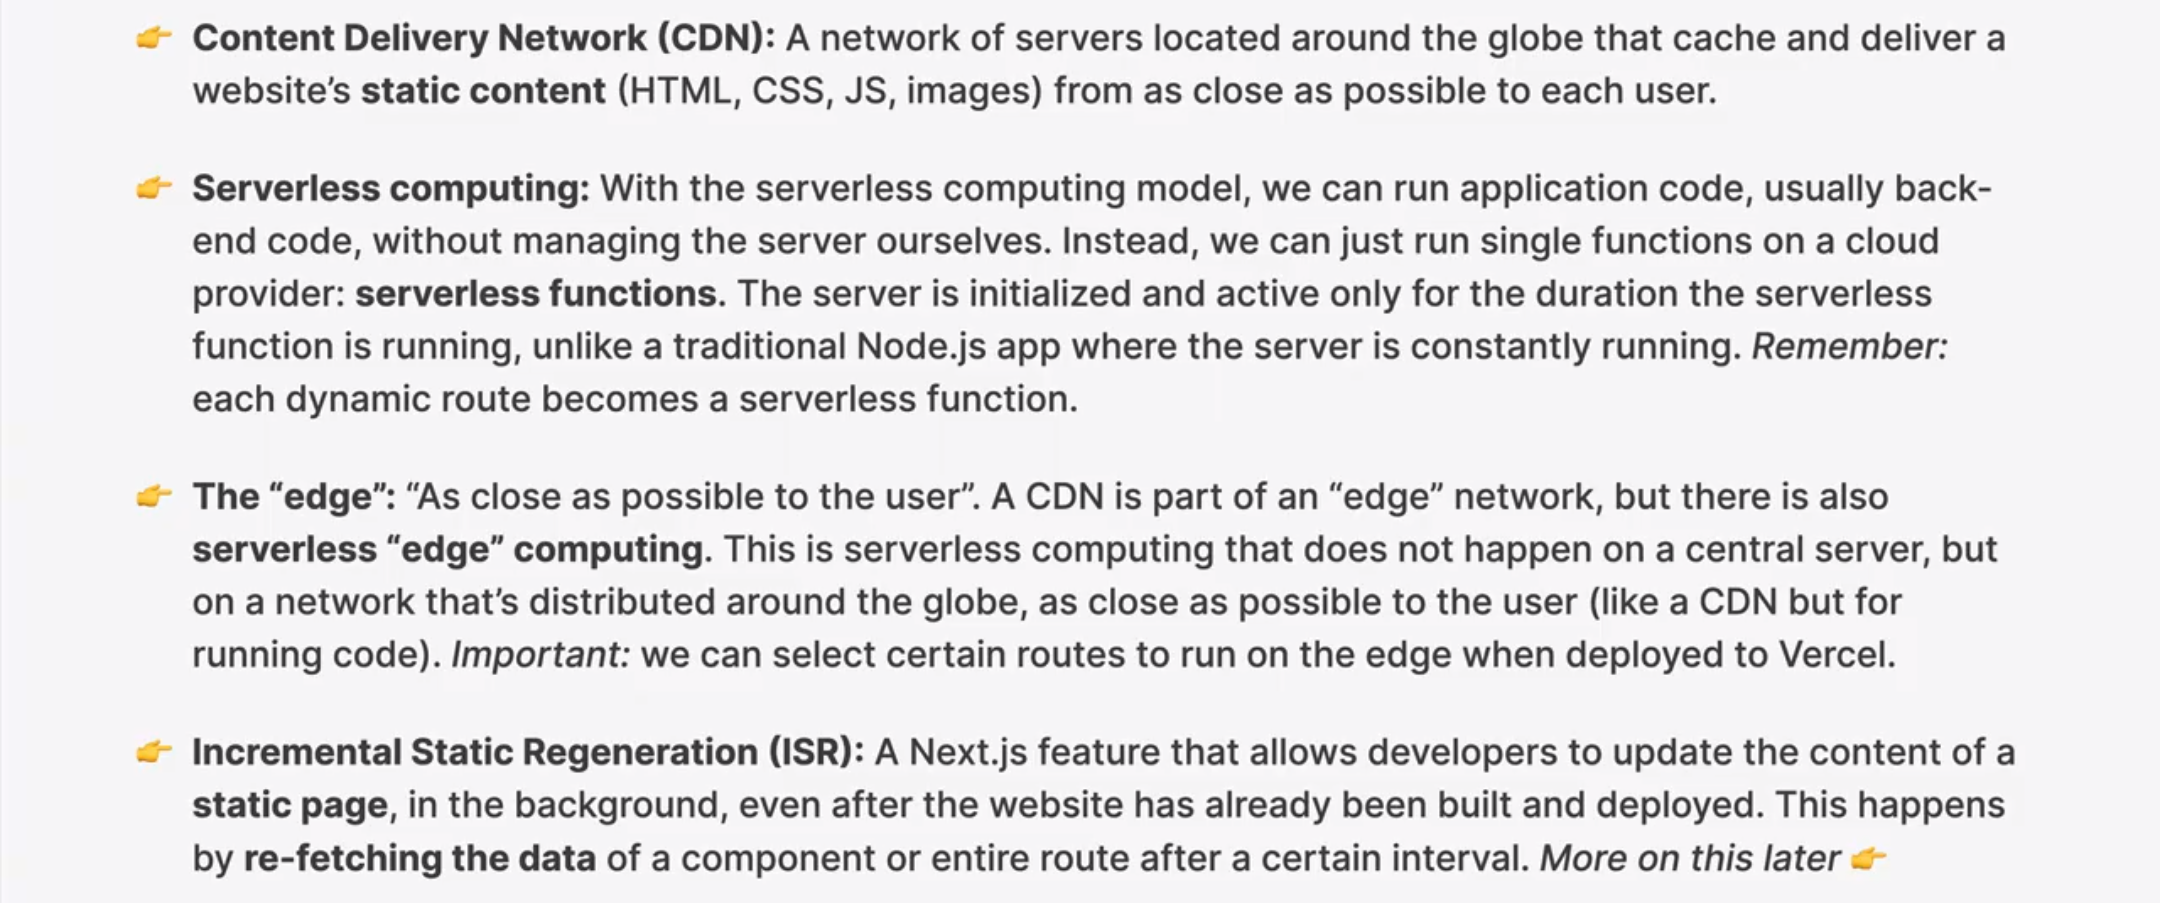 👉 Content Delivery Network (CDN): A network of servers located around the globe that cache and deliver a
website’s static content (HTML, CSS, JS, images) from as close as possible to each user.
👉 Serverless computing: With the serverless computing model, we can run application code, usually back-
end code, without managing the server ourselves. Instead, we can just run single functions on a cloud
provider: serverless functions. The server is initialized and active only for the duration the serverless
function is running, unlike a traditional Node.js app where the server is constantly running. Remember:
each dynamic route becomes a serverless function.
👉 The “edge”: “As close as possible to the user”. A CDN is part of an “edge” network, but there is also
serverless “edge” computing. This is serverless computing that does not happen on a central server, but
on a network that’s distributed around the globe, as close as possible to the user (like a CDN but for
running code). Important: we can select certain routes to run on the edge when deployed to Vercel.
👉 Incremental Static Regeneration (ISR): A Next.js feature that allows developers to update the content of a
static page, in the background, even after the website has already been built and deployed. This happens
by re-fetching the data of a component or entire route after a certain interval. More on this later 👉